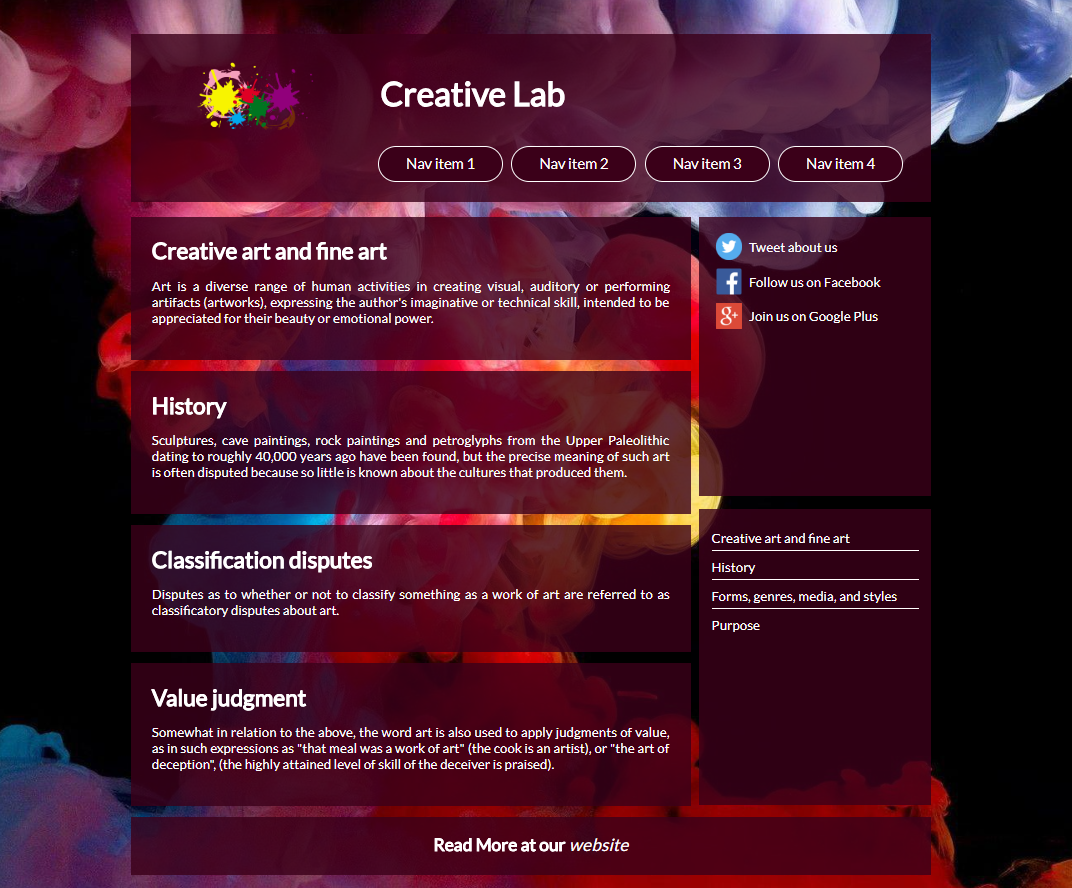 Creative Lab
Nav item 1
Nav item 2
Nav item 3
Nav item 4
Creative art and fine art
Art is a diverse range of human activities in creating visual, auditory or performing
artifacts (artworks), expressing the author's imaginative or technical skill, intended to be
appreciated for their beauty or emotional power.
History
Sculptures, cave paintings, rock paintings and petroglyphs from the Upper Paleolithic
dating to roughly 40,000 years ago have been found, but the precise meaning of such art
is often disputed because so little is known about the cultures that produced them.
Classification disputes
Disputes as to whether or not to classify something as a work of art are referred to as
classificatory disputes about art.
Value judgment
Somewhat in relation to the above, the word art is also used to apply judgments of value,
as in such expressions as "that meal was a work of art" (the cook is an artist), or "the art of
deception", (the highly attained level of skill of the deceiver is praised).
Tweet about us
f Follow us on Facebook
g+ Join us on Google Plus
Creative art and fine art
History
Forms, genres, media, and styles
Purpose
Read More at our website